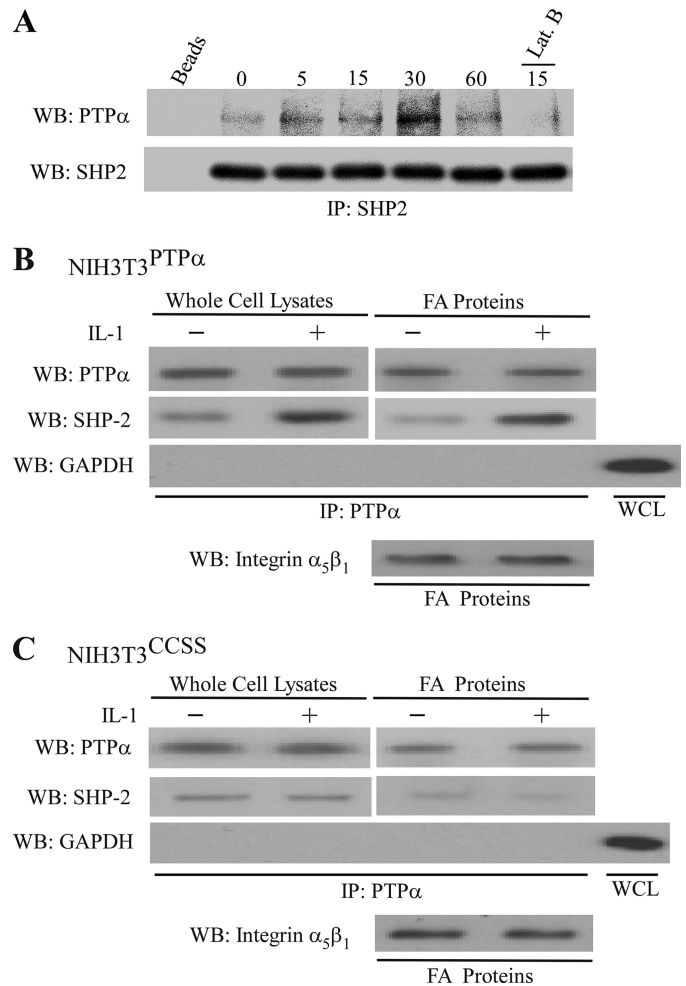 A
Beads 0 5 15 30 60 Lat. B 15
WB: PTPα
WB: SHP2
IP: SHP2
B NIH3T3PTPα
Whole Cell Lysates FA Proteins
IL-1 − + − +
WB: PTPα
WB: SHP-2
WB: GAPDH
IP: PTPα WCL
WB: Integrin α5β1
FA Proteins
C NIH3T3CCSS
Whole Cell Lysates FA Proteins
IL-1 − + − +
WB: PTPα
WB: SHP-2
WB: GAPDH
IP: PTPα WCL
WB: Integrin α5β1
FA Proteins